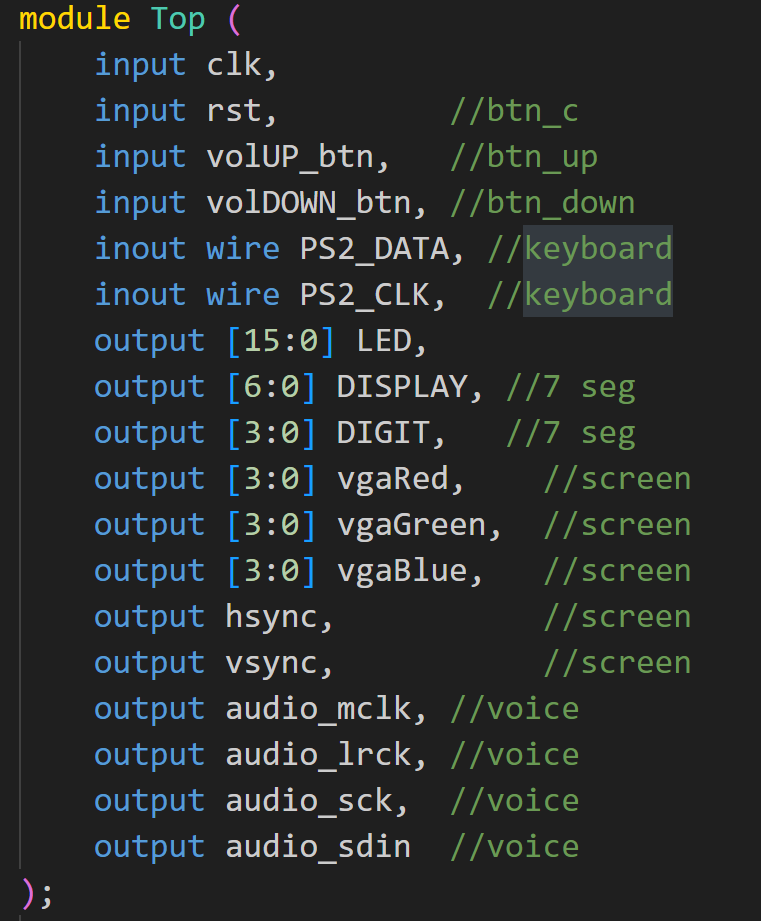 module Top (
    input clk,
    input rst,         //btn_c
    input volUP_btn,   //btn_up
    input volDOWN_btn, //btn_down
    inout wire PS2_DATA, //keyboard
    inout wire PS2_CLK,  //keyboard
    output [15:0] LED,
    output [6:0] DISPLAY, //7 seg
    output [3:0] DIGIT,   //7 seg
    output [3:0] vgaRed,    //screen
    output [3:0] vgaGreen,  //screen
    output [3:0] vgaBlue,   //screen
    output hsync,           //screen
    output vsync,           //screen
    output audio_mclk, //voice
    output audio_lrck, //voice
    output audio_sck,  //voice
    output audio_sdin  //voice
);